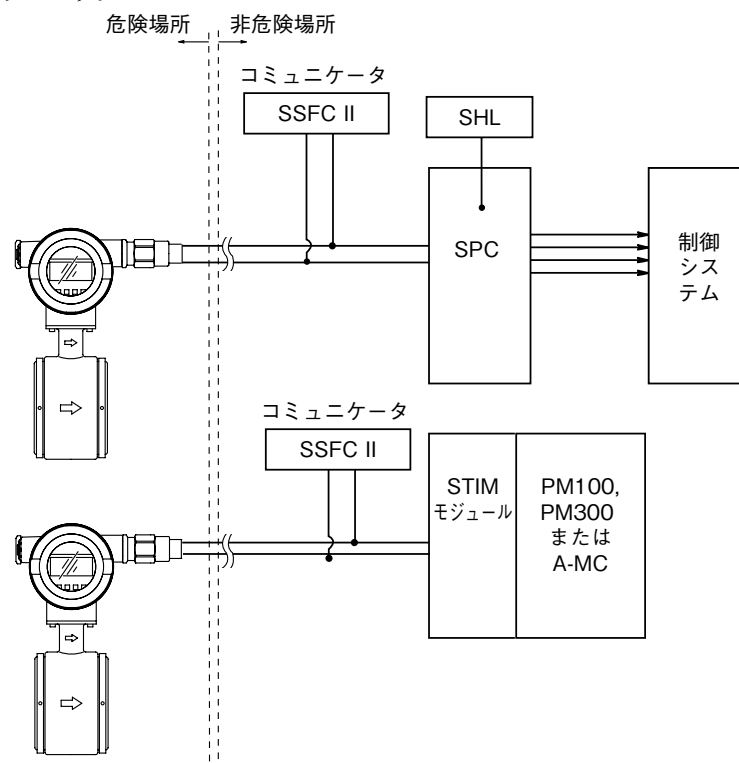 危険場所
非危険場所
コミュニケータ
SSFC II
SHL
SPC
制御
シス
テム
コミュニケータ
SSFC II
STIM
モジュール
PM100,
PM300
または
A-MC